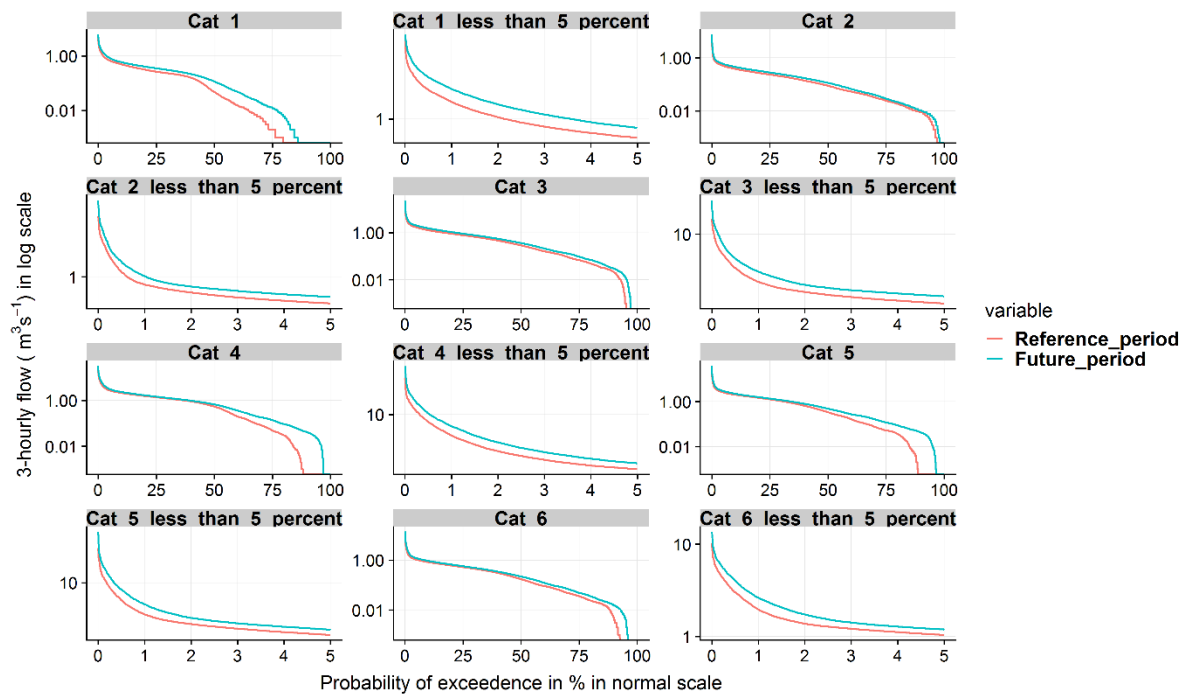 Cat 1
1.00
0.01
0 25 50 75 100
Cat 1 less than 5 percent
1
0 1 2 3 4 5
Cat 2
1.00
0.01
0 25 50 75 100
Cat 2 less than 5 percent
1
0 1 2 3 4 5
Cat 3
1.00
0.01
0 25 50 75 100
Cat 3 less than 5 percent
10
0 1 2 3 4 5
Cat 4
1.00
0.01
0 25 50 75 100
Cat 4 less than 5 percent
10
0 1 2 3 4 5
Cat 5
1.00
0.01
0 25 50 75 100
Cat 5 less than 5 percent
10
0 1 2 3 4 5
Cat 6
1.00
0.01
0 25 50 75 100
Cat 6 less than 5 percent
10
1
0 1 2 3 4 5
3-hourly flow ( m³s⁻¹) in log scale
Probability of exceedence in % in normal scale
variable
Reference_period
Future_period